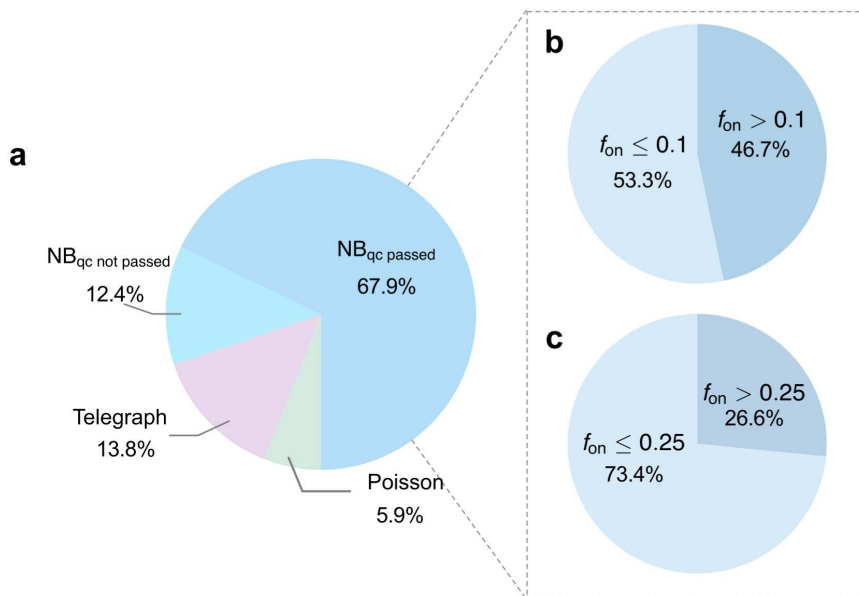 a
NB_qc passed
67.9%
NB_qc not passed
12.4%
Telegraph
13.8%
Poisson
5.9%
b
f_on ≤ 0.1
53.3%
f_on > 0.1
46.7%
c
f_on > 0.25
26.6%
f_on ≤ 0.25
73.4%